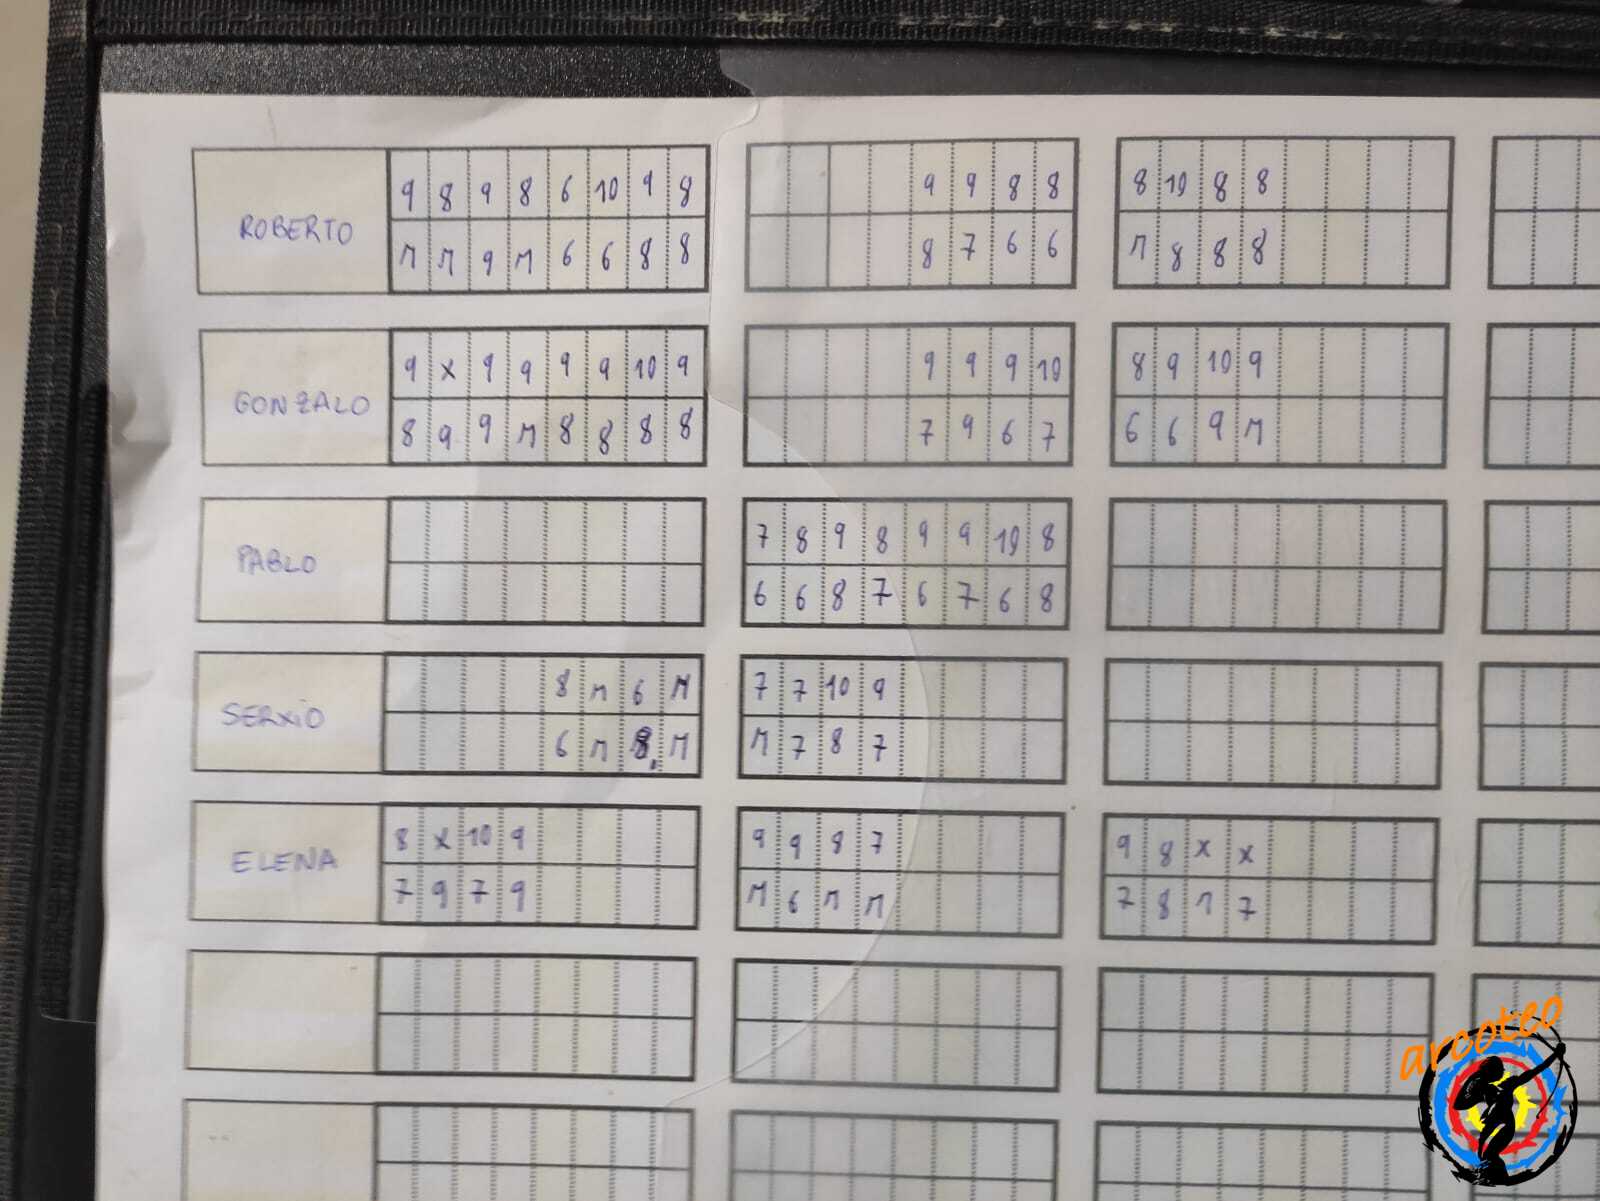 9 8 9 8 6 10 9 8 9 9 8 8 8 10 8 8
ROBERTO
M M 9 M 6 6 8 8 8 7 6 6 M 8 8 8
9 X 9 9 9 9 10 9 9 9 9 10 8 9 10 9
GONZALO
8 9 9 M 8 8 8 8 7 9 6 7 6 6 9 M
7 8 9 8 9 9 10 8
PABLO
6 6 8 7 6 7 6 8
8 M 6 M 7 7 10 9
SERXIO
6 M 8 M M 7 8 7
8 X 10 9 9 9 8 7 9 8 X X
ELENA
7 9 7 9 M 6 M M 7 8 7
arcoteo